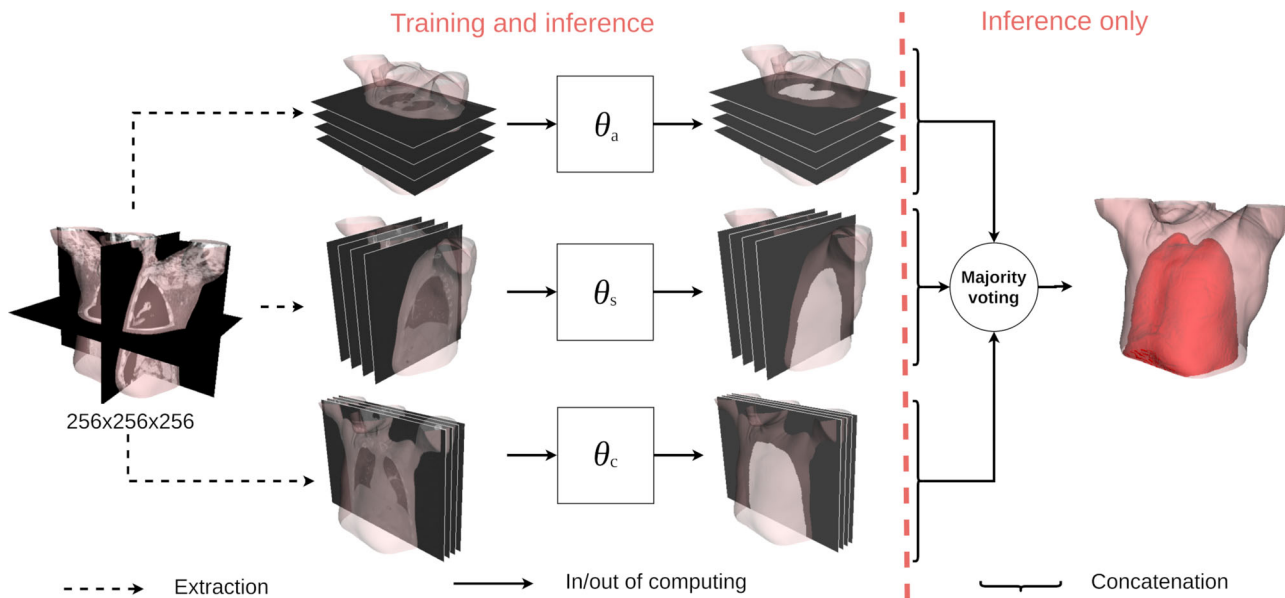 Training and inference
Inference only
θa
θs
Majority
voting
256x256x256
θc
Extraction
In/out of computing
Concatenation